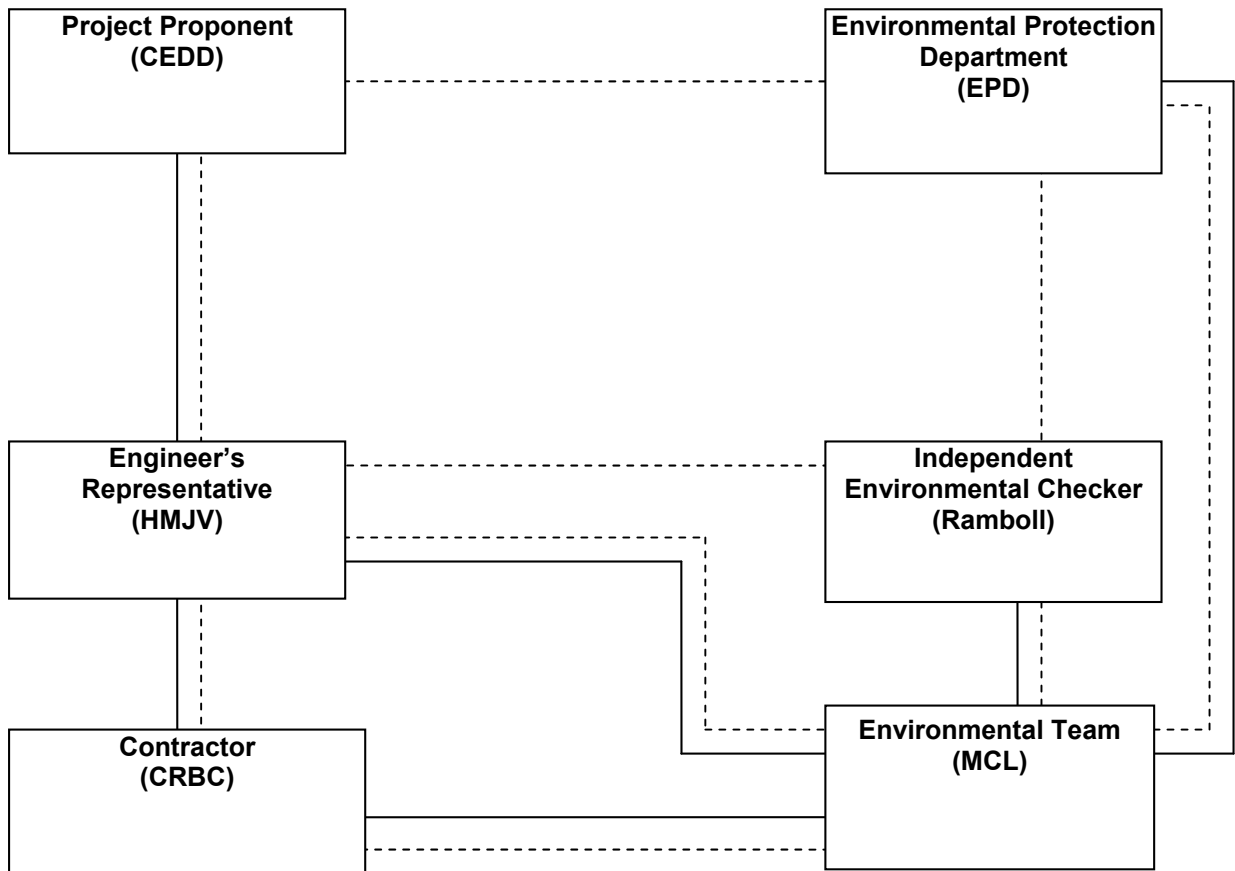 Project Proponent
(CEDD)
Environmental Protection
Department
(EPD)
Engineer’s
Representative
(HMJV)
Independent
Environmental Checker
(Ramboll)
Contractor
(CRBC)
Environmental Team
(MCL)